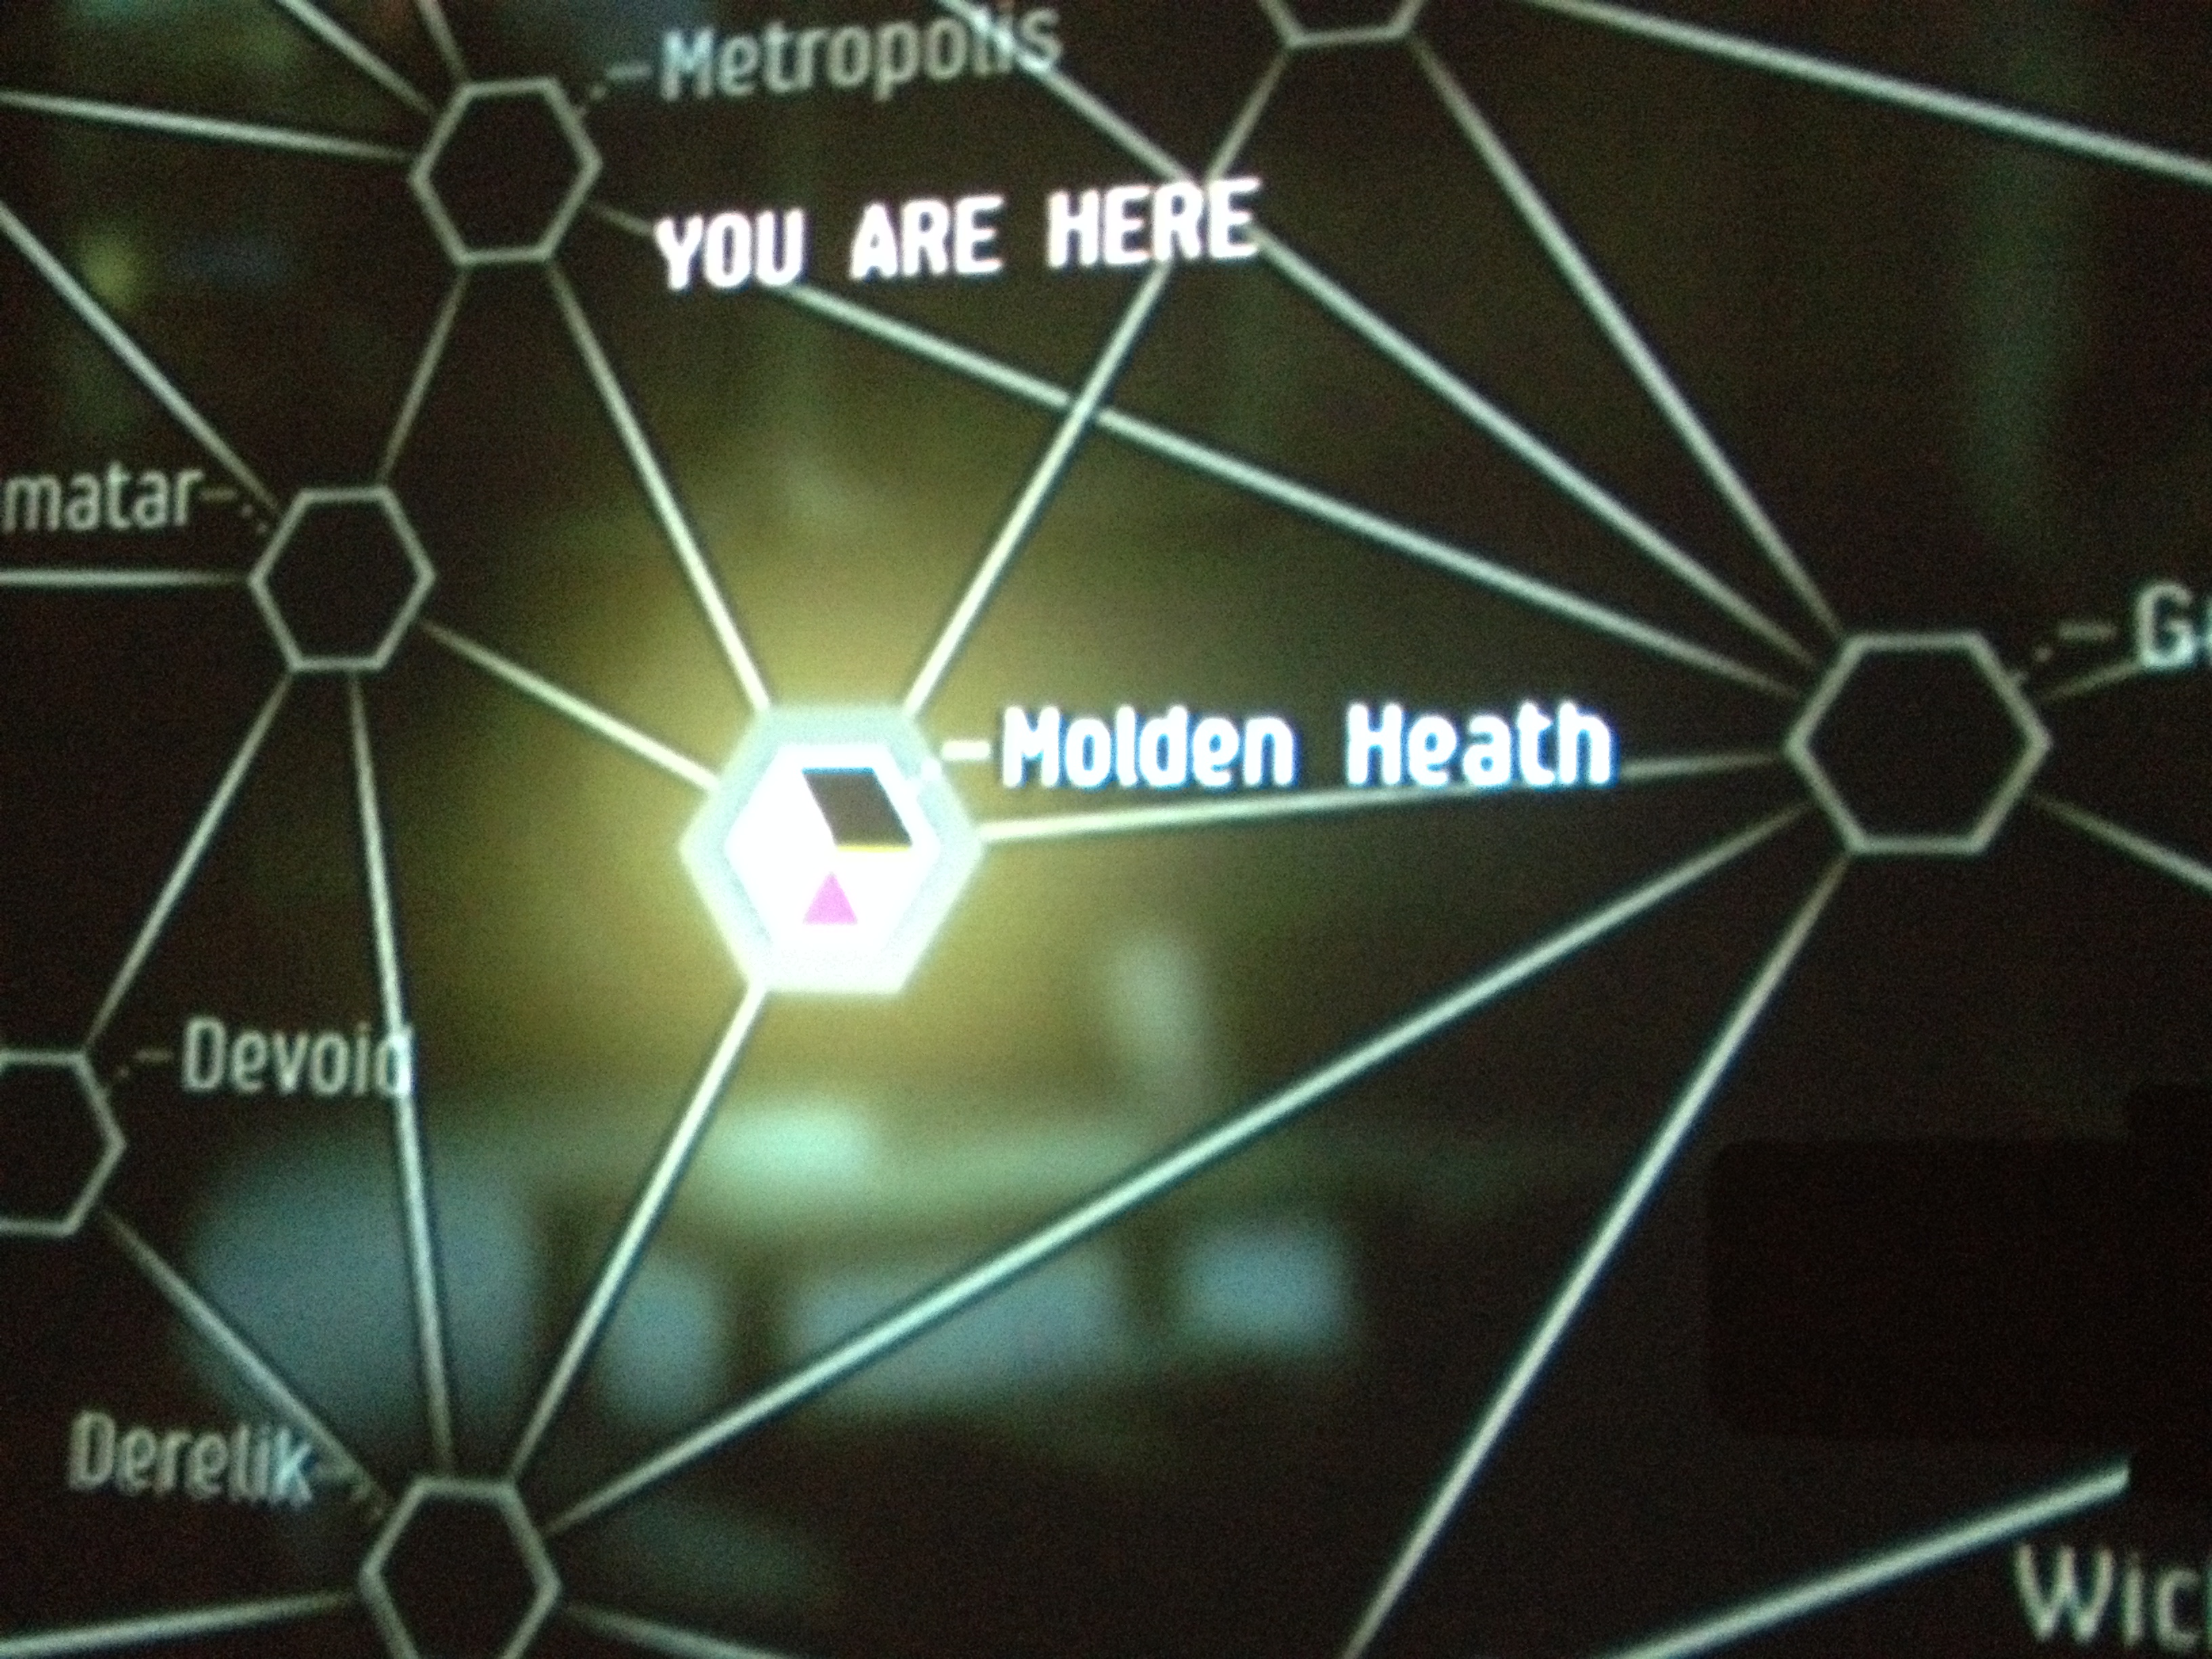 Metropolis
YOU ARE HERE
matar
Molden Heath
Devoid
Derelik